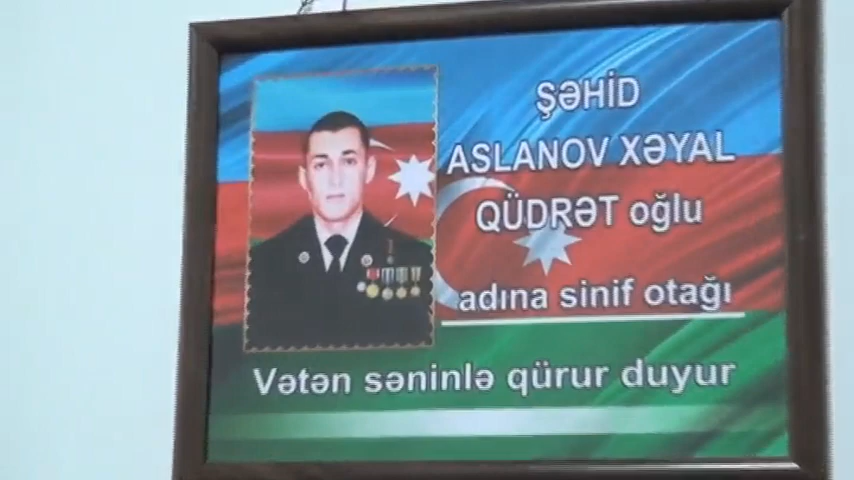 ŞƏHİD
ASLANOV XƏYAL
QÜDRƏT oğlu
adına sinif otağı
Vətən səninlə qürur duyur